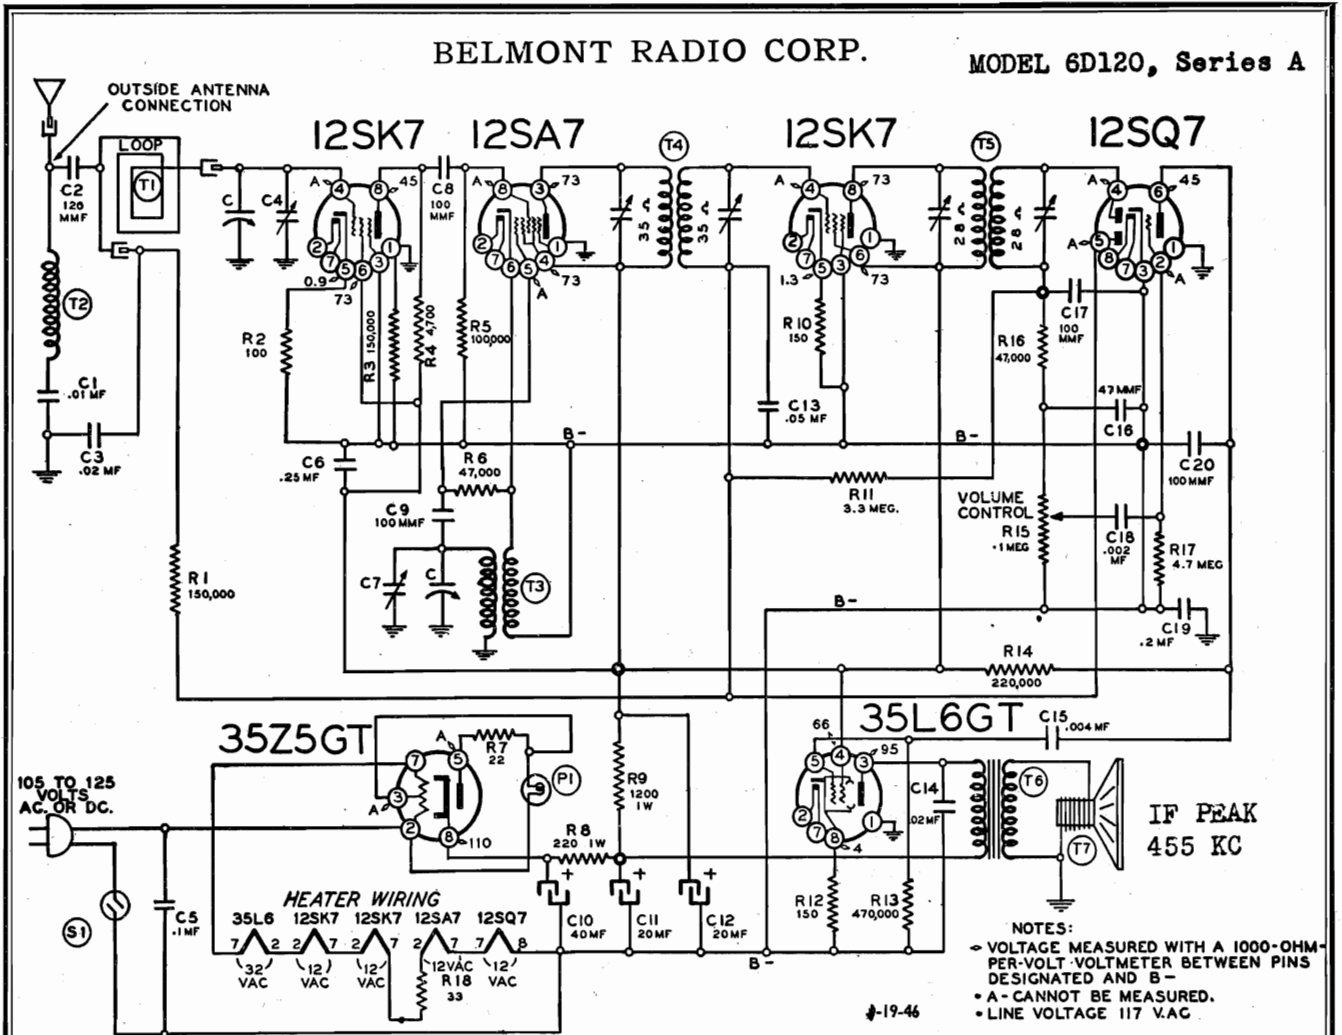 BELMONT RADIO CORP.
MODEL 6D120, Series A
OUTSIDE ANTENNA
CONNECTION
LOOP
T1
C2
120
MMF
T2
C1
.01 MF
C3
.02 MF
R1
150,000
C
C4
12SK7
A
4
8
45
2
7
5
6
3
1
0.9
73
R2
100
R3 150,000
R4 4,700
C6
.25 MF
C8
100
MMF
12SA7
A
8
3
73
2
7
6
5
4
1
A
73
R5
100,000
R6
47,000
C9
100 MMF
C7
C
T3
B-
T4
35 Ω
35 Ω
12SK7
A
4
8
73
2
7
5
3
6
1
1.3
73
R10
150
C13
.05 MF
R11
3.3 MEG.
T5
28 Ω
28 Ω
12SQ7
A
4
6
45
A
5
8
7
3
2
1
A
C17
100
MMF
R16
47,000
47 MMF
C16
B-
C20
100 MMF
VOLUME
CONTROL
R15
.1 MEG
C18
.002
MF
R17
4.7 MEG
B-
C19
.2 MF
R14
220,000
35Z5GT
A
7
5
A
3
2
8
110
R7
22
P1
R9
1200
1W
R8
220 1W
C10
40 MF
C11
20 MF
C12
20 MF
+
+
+
35L6GT
66
95
5
4
3
2
7
8
1
4
C15
.004 MF
C14
.02 MF
T6
T7
R12
150
R13
470,000
IF PEAK
455 KC
105 TO 125
VOLTS
AC. OR DC.
S1
C5
.1 MF
HEATER WIRING
35L6 12SK7 12SK7 12SA7 12SQ7
7 2 2 7 2 7 2 7 7 8
32
VAC
12
VAC
12
VAC
12VAC
R18
33
12
VAC
B-
-19-46
NOTES:
VOLTAGE MEASURED WITH A 1000-OHM-
PER-VOLT VOLTMETER BETWEEN PINS
DESIGNATED AND B-
• A-CANNOT BE MEASURED.
• LINE VOLTAGE 117 V.AC